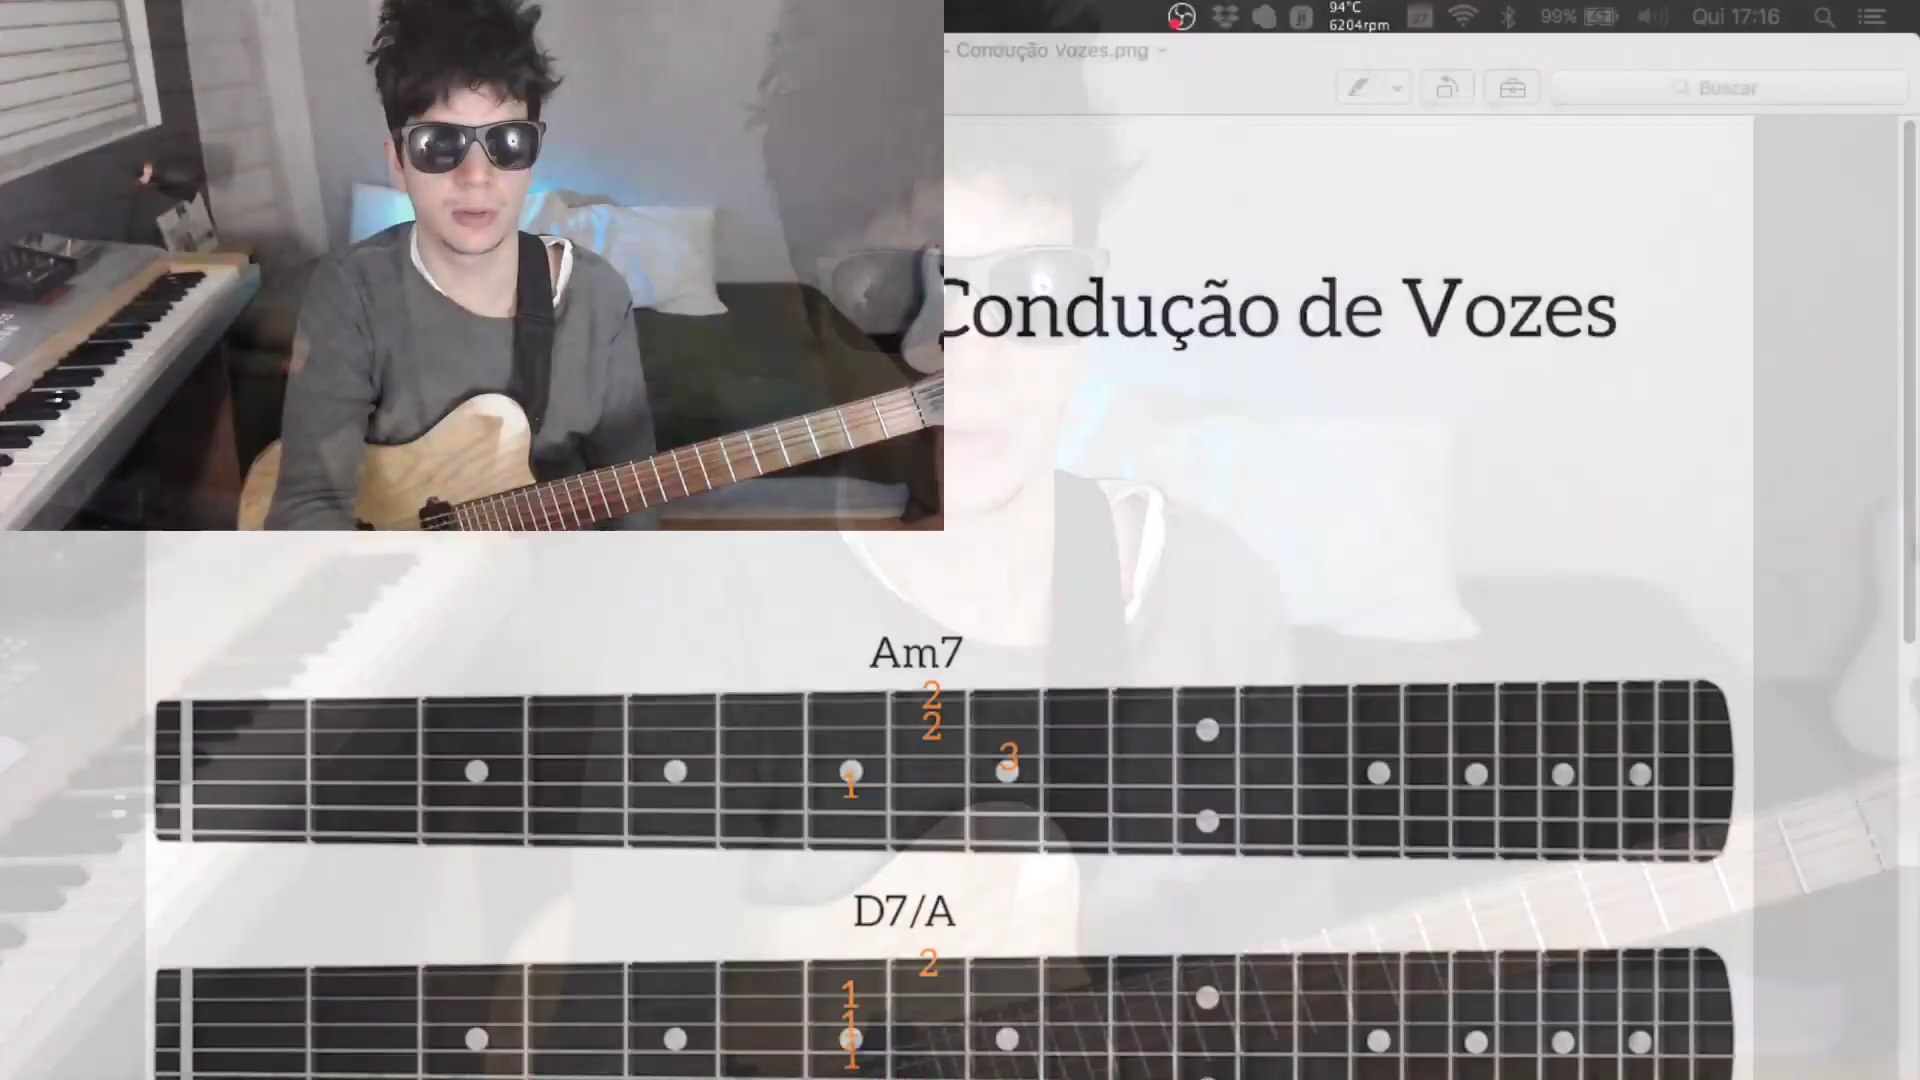 94°C
6204rpm
99%
Qui 17:16
Condução Vozes.png
Buscar
Condução de Vozes
Am7
2
2
3
1
D7/A
2
1
1
1